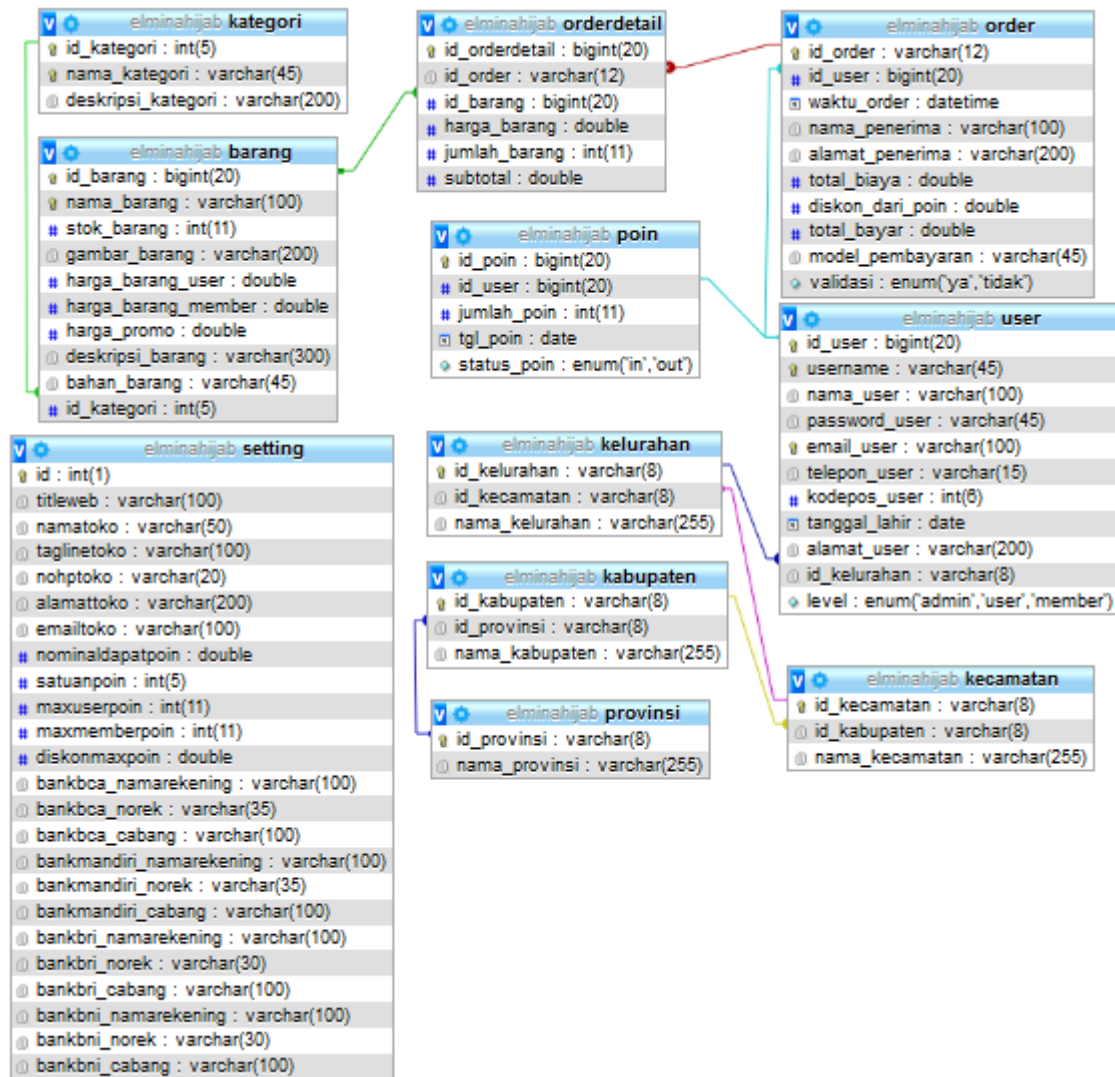 elminahijab kategori
id_kategori : int(5)
nama_kategori : varchar(45)
deskripsi_kategori : varchar(200)
elminahijab barang
id_barang : bigint(20)
nama_barang : varchar(100)
stok_barang : int(11)
gambar_barang : varchar(200)
harga_barang_user : double
harga_barang_member : double
harga_promo : double
deskripsi_barang : varchar(300)
bahan_barang : varchar(45)
id_kategori : int(5)
elminahijab orderdetail
id_orderdetail : bigint(20)
id_order : varchar(12)
id_barang : bigint(20)
harga_barang : double
jumlah_barang : int(11)
subtotal : double
elminahijab order
id_order : varchar(12)
id_user : bigint(20)
waktu_order : datetime
nama_penerima : varchar(100)
alamat_penerima : varchar(200)
total_biaya : double
diskon_dari_poin : double
total_bayar : double
model_pembayaran : varchar(45)
validasi : enum('ya','tidak')
elminahijab poin
id_poin : bigint(20)
id_user : bigint(20)
jumlah_poin : int(11)
tgl_poin : date
status_poin : enum('in','out')
elminahijab user
id_user : bigint(20)
username : varchar(45)
nama_user : varchar(100)
password_user : varchar(45)
email_user : varchar(100)
telepon_user : varchar(15)
kodepos_user : int(6)
tanggal_lahir : date
alamat_user : varchar(200)
id_kelurahan : varchar(8)
level : enum('admin','user','member')
elminahijab setting
id : int(1)
titleweb : varchar(100)
namatoko : varchar(50)
taglinetoko : varchar(100)
nohptoko : varchar(20)
alamattoko : varchar(200)
emailtoko : varchar(100)
nominaldapatpoin : double
satuanpoin : int(5)
maxuserpoin : int(11)
maxmemberpoin : int(11)
diskonmaxpoin : double
bankbca_namarekening : varchar(100)
bankbca_norek : varchar(35)
bankbca_cabang : varchar(100)
bankmandiri_namarekening : varchar(100)
bankmandiri_norek : varchar(35)
bankmandiri_cabang : varchar(100)
bankbri_namarekening : varchar(100)
bankbri_norek : varchar(30)
bankbri_cabang : varchar(100)
bankbni_namarekening : varchar(100)
bankbni_norek : varchar(30)
bankbni_cabang : varchar(100)
elminahijab kelurahan
id_kelurahan : varchar(8)
id_kecamatan : varchar(8)
nama_kelurahan : varchar(255)
elminahijab kabupaten
id_kabupaten : varchar(8)
id_provinsi : varchar(8)
nama_kabupaten : varchar(255)
elminahijab provinsi
id_provinsi : varchar(8)
nama_provinsi : varchar(255)
elminahijab kecamatan
id_kecamatan : varchar(8)
id_kabupaten : varchar(8)
nama_kecamatan : varchar(255)